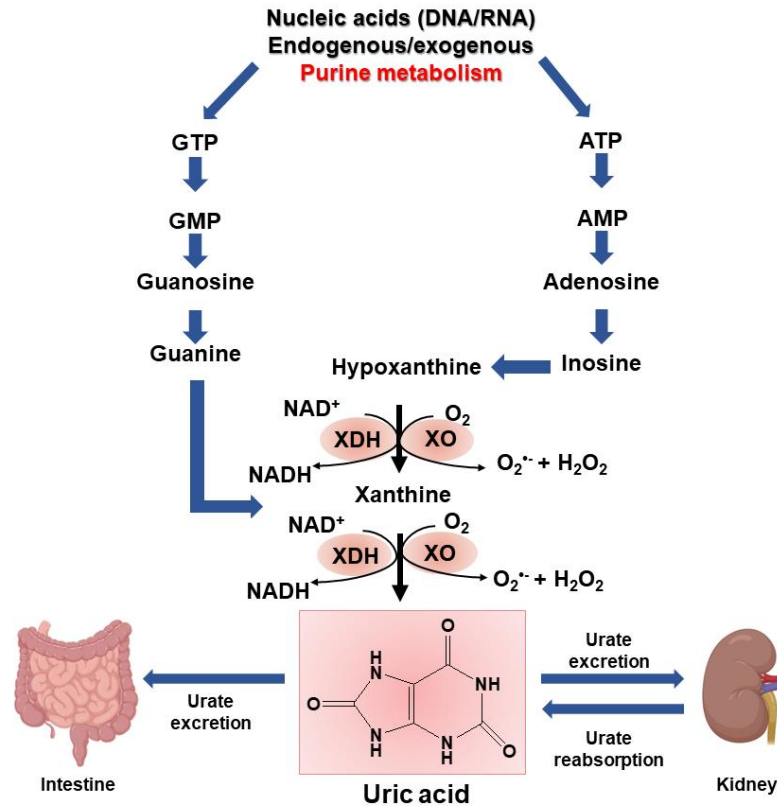 Nucleic acids (DNA/RNA)
Endogenous/exogenous
Purine metabolism
GTP
ATP
GMP
AMP
Guanosine
Adenosine
Guanine
Hypoxanthine
Inosine
NAD⁺
O₂
XDH
XO
NADH
O₂•⁻ + H₂O₂
Xanthine
NAD⁺
O₂
XDH
XO
NADH
O₂•⁻ + H₂O₂
Urate
excretion
Intestine
O
H
N
NH
O
N
H
N
H
O
Uric acid
Urate
excretion
Urate
reabsorption
Kidney